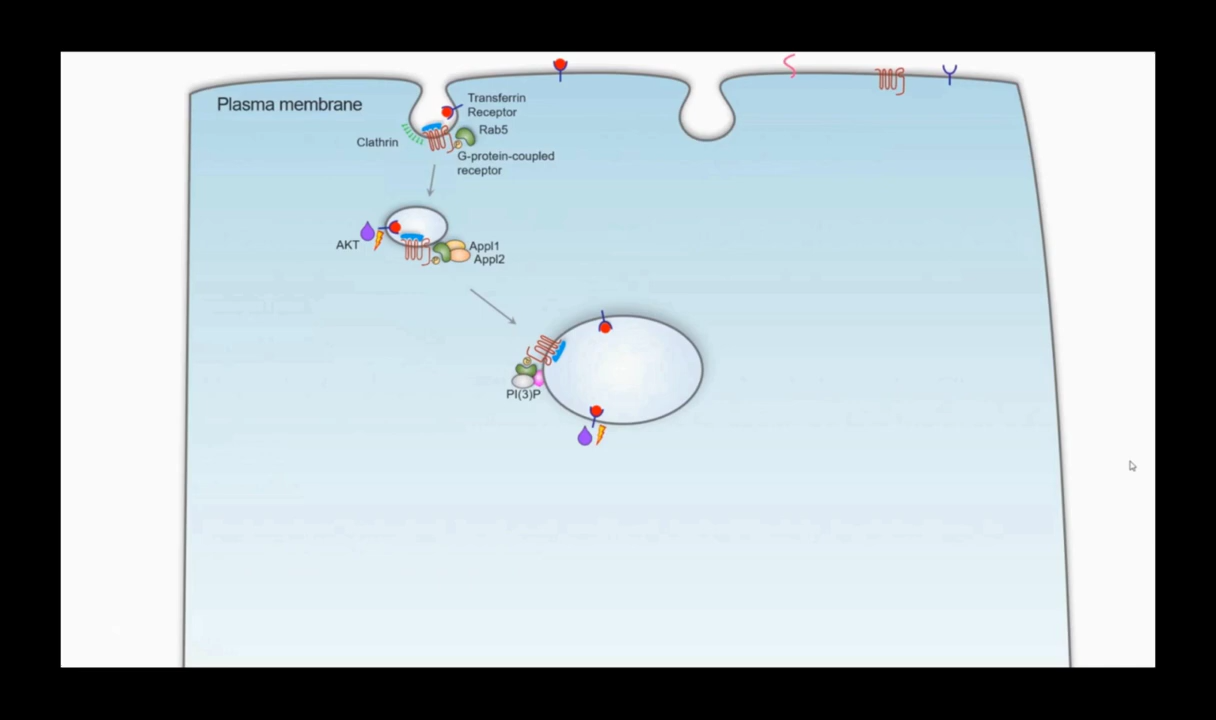 Plasma membrane
Transferrin
Receptor
Rab5
Clathrin
G-protein-coupled
receptor
AKT
Appl1
Appl2
PI(3)P